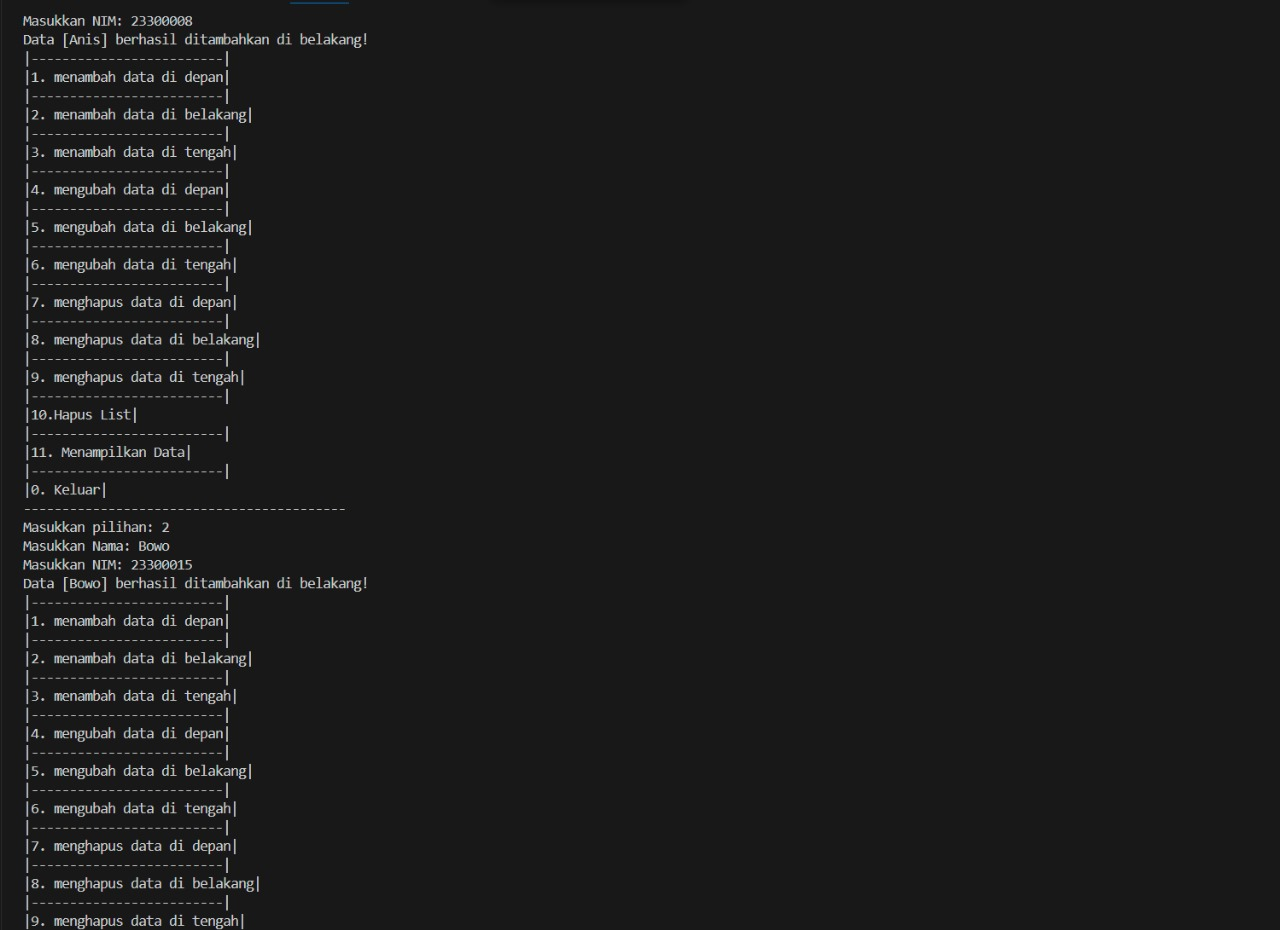 Masukkan NIM: 23300008
Data [Anis] berhasil ditambahkan di belakang!
|-------------------------|
|1. menambah data di depan|
|-------------------------|
|2. menambah data di belakang|
|-------------------------|
|3. menambah data di tengah|
|-------------------------|
|4. mengubah data di depan|
|-------------------------|
|5. mengubah data di belakang|
|-------------------------|
|6. mengubah data di tengah|
|-------------------------|
|7. menghapus data di depan|
|-------------------------|
|8. menghapus data di belakang|
|-------------------------|
|9. menghapus data di tengah|
|-------------------------|
|10.Hapus List|
|-------------------------|
|11. Menampilkan Data|
|-------------------------|
|0. Keluar|
------------------------------------------
Masukkan pilihan: 2
Masukkan Nama: Bowo
Masukkan NIM: 23300015
Data [Bowo] berhasil ditambahkan di belakang!
|-------------------------|
|1. menambah data di depan|
|-------------------------|
|2. menambah data di belakang|
|-------------------------|
|3. menambah data di tengah|
|-------------------------|
|4. mengubah data di depan|
|-------------------------|
|5. mengubah data di belakang|
|-------------------------|
|6. mengubah data di tengah|
|-------------------------|
|7. menghapus data di depan|
|-------------------------|
|8. menghapus data di belakang|
|-------------------------|
|9. menghapus data di tengah|